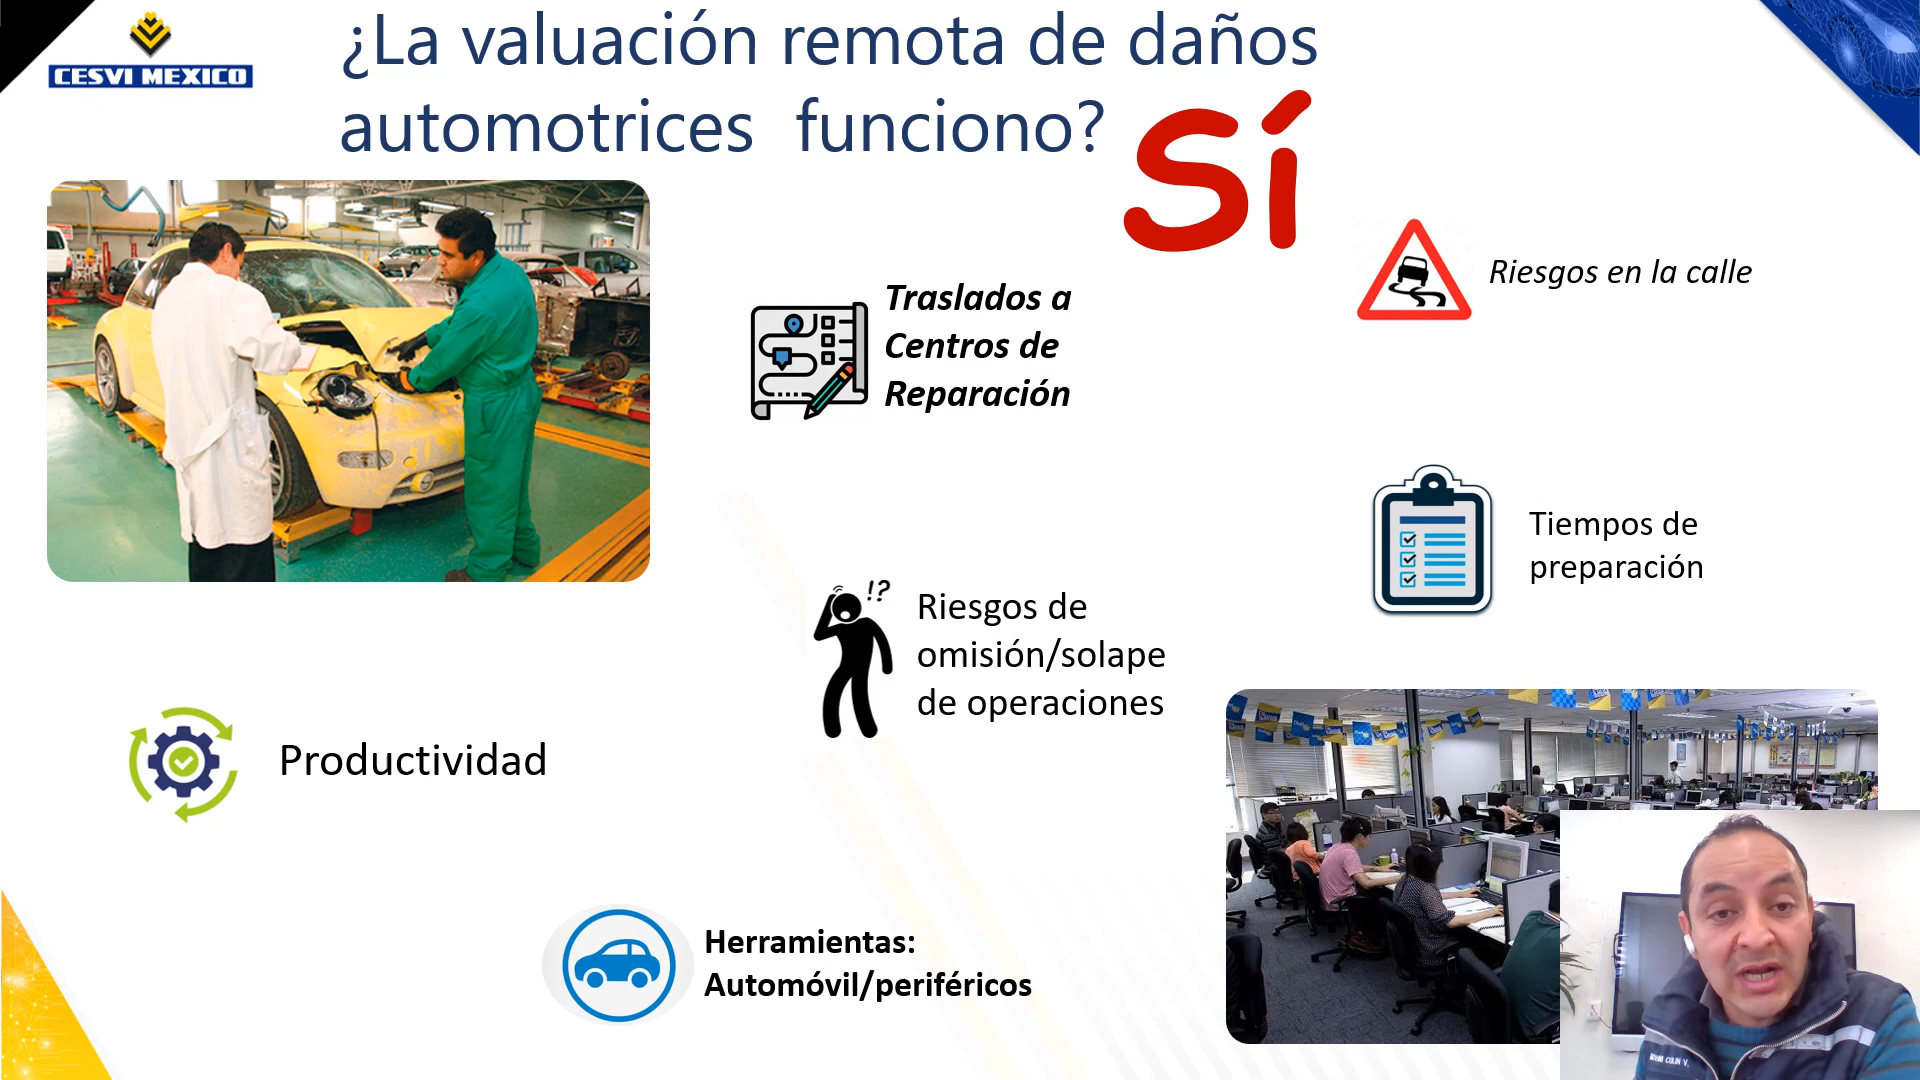 CESVI MEXICO
¿La valuación remota de daños
automotrices funciono?
SÍ
Traslados a
Centros de
Reparación
Riesgos en la calle
Tiempos de
preparación
!?
Riesgos de
omisión/solape
de operaciones
Productividad
Herramientas:
Automóvil/periféricos
COLIN V.